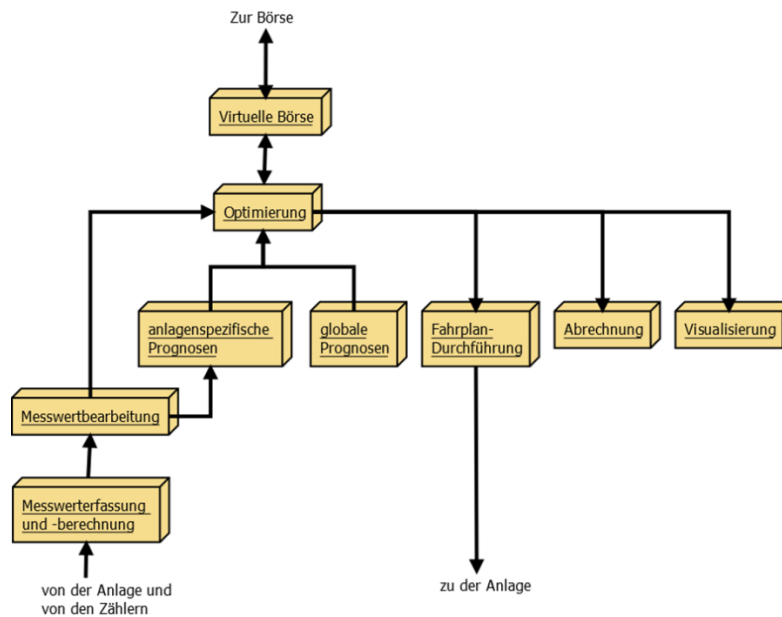 Zur Börse
Virtuelle Börse
Optimierung
anlagenspezifische
Prognosen
globale
Prognosen
Fahrplan-
Durchführung
Abrechnung
Visualisierung
Messwertbearbeitung
Messwerterfassung
und -berechnung
von der Anlage und
von den Zählern
zu der Anlage